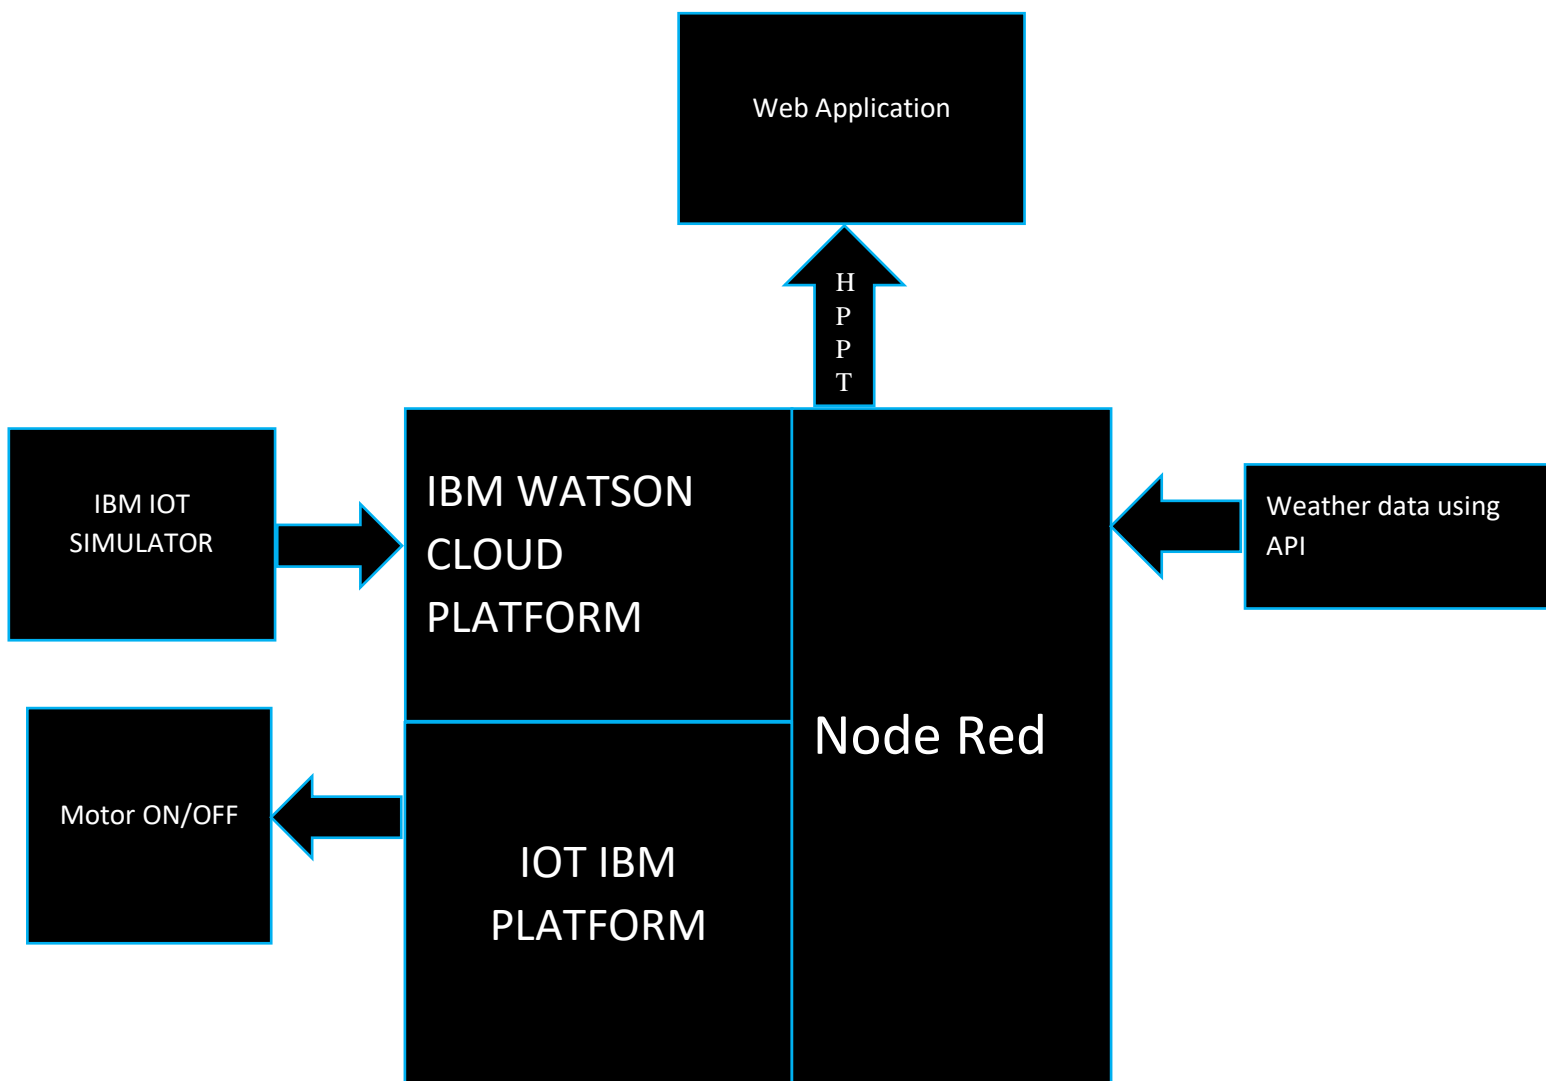 Web Application
H
P
P
T
IBM WATSON
CLOUD
PLATFORM
IBM IOT
SIMULATOR
Weather data using
API
Node Red
Motor ON/OFF
IOT IBM
PLATFORM